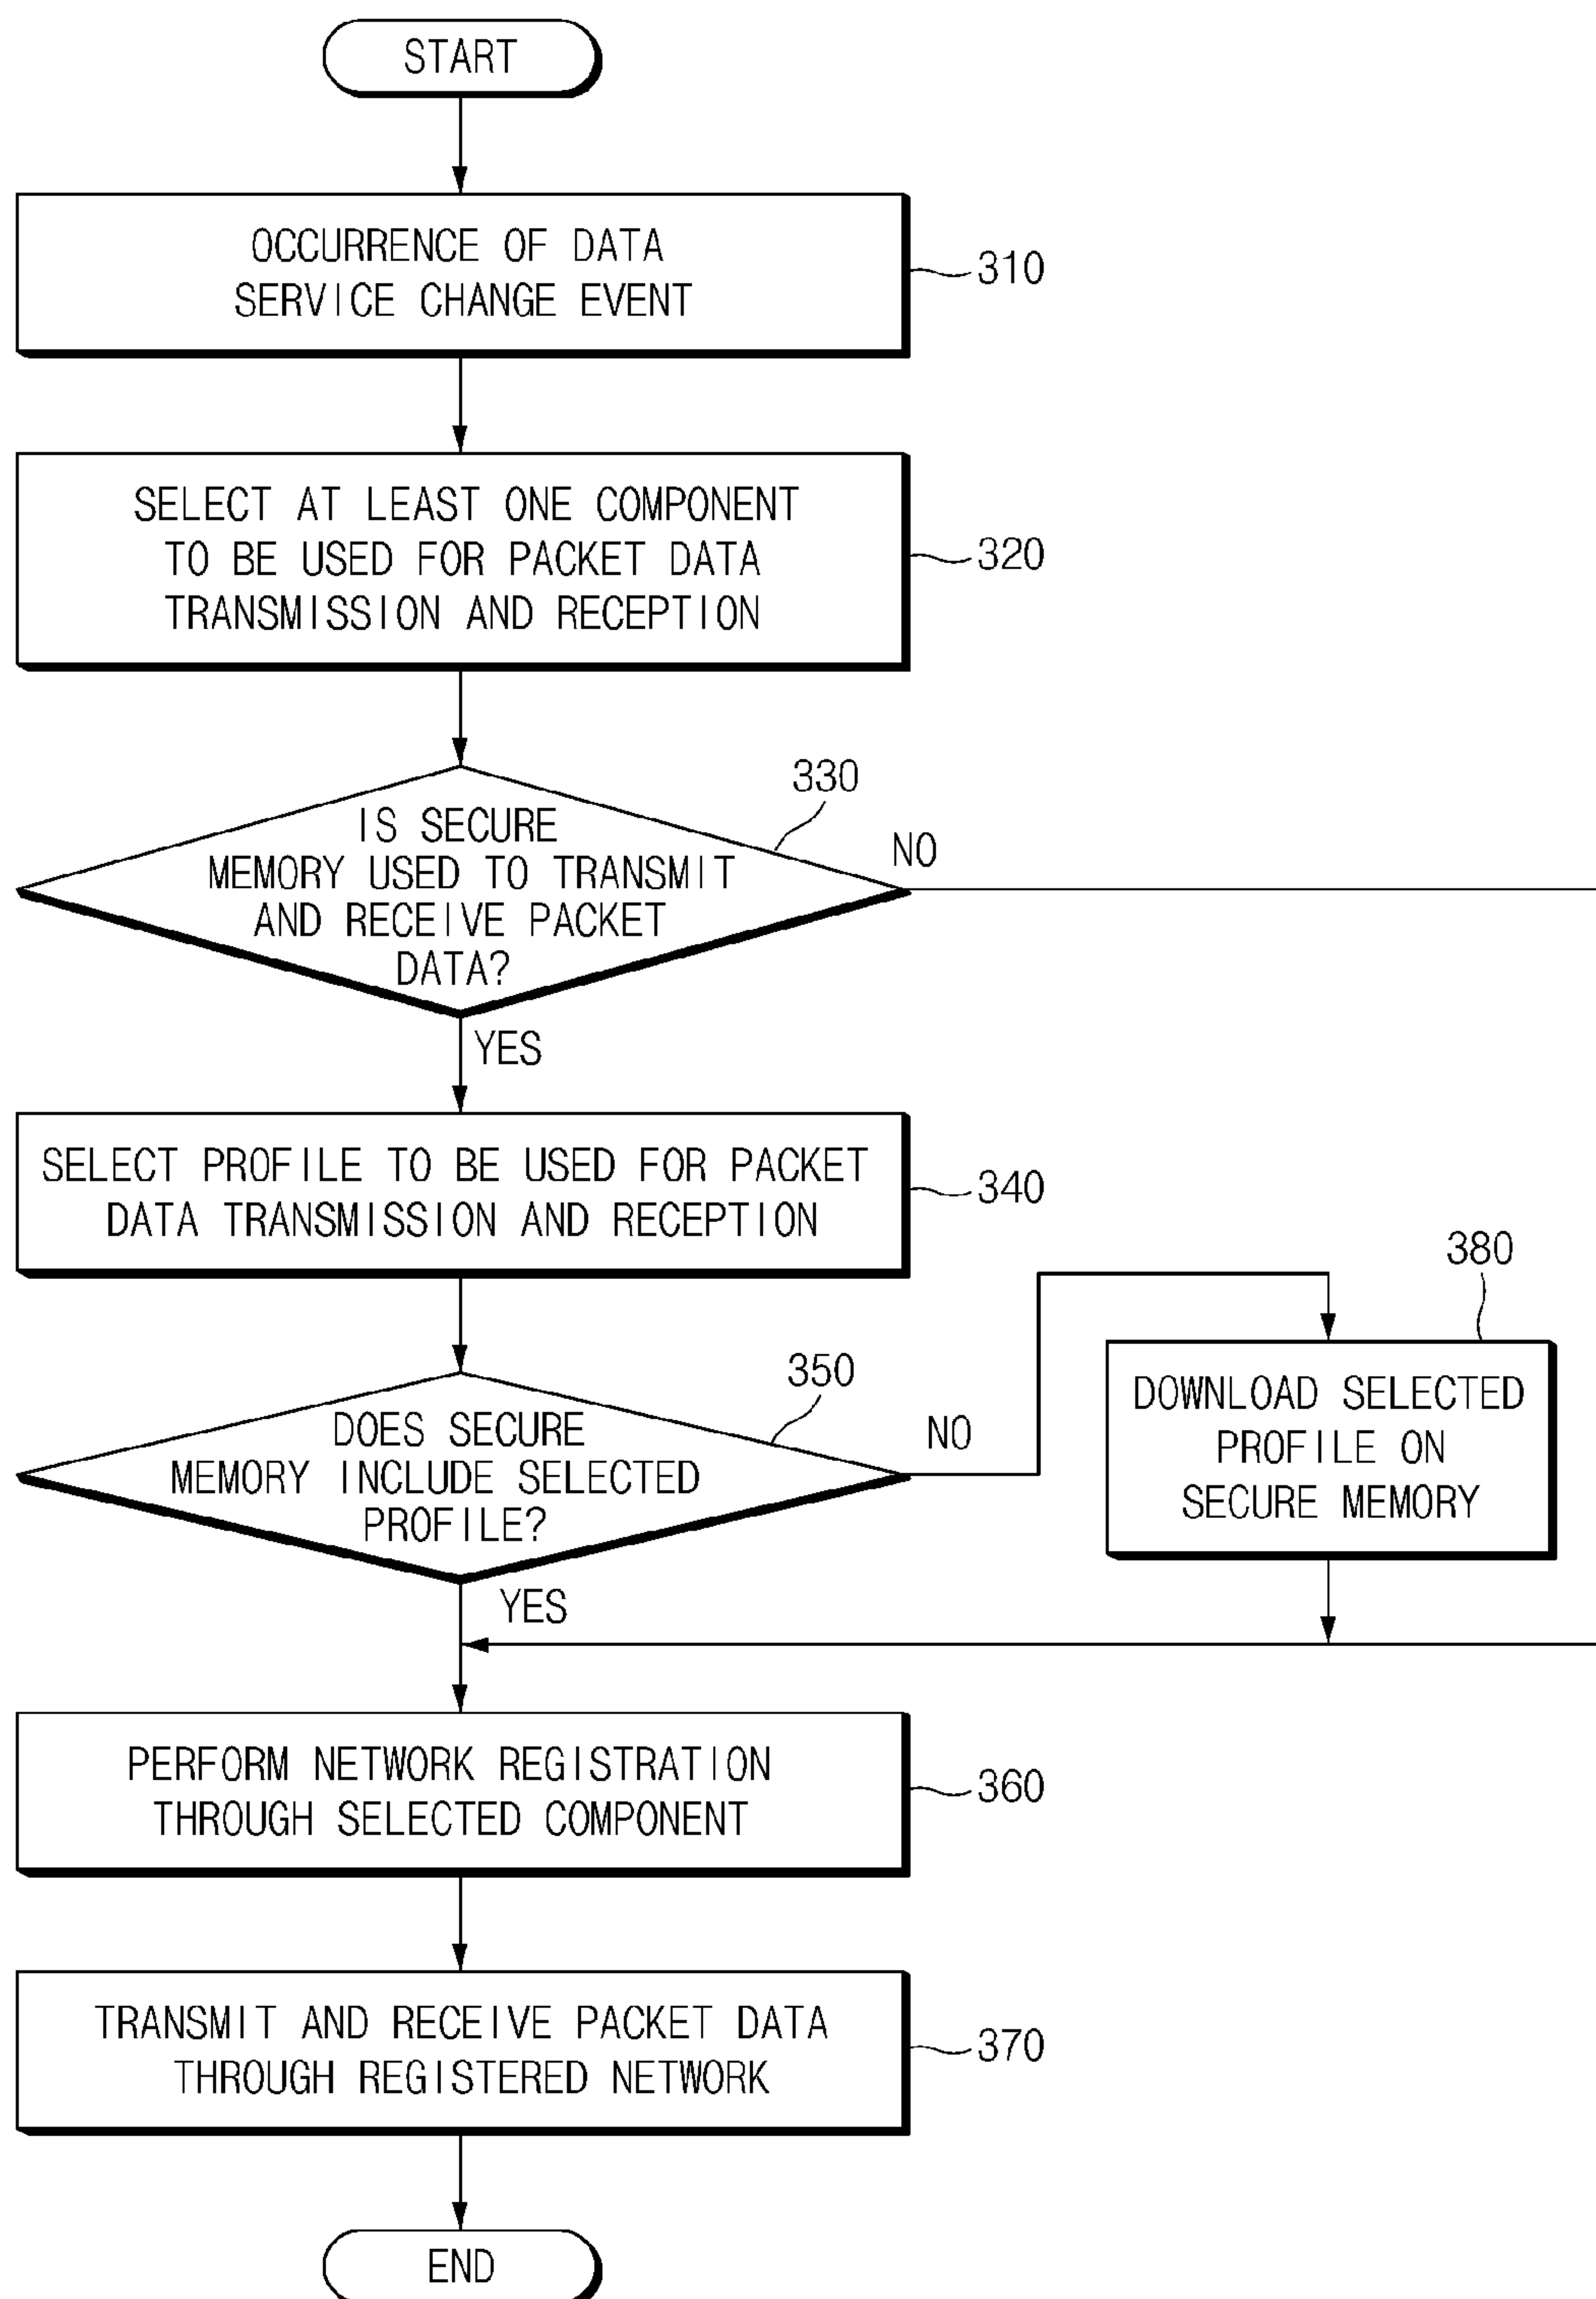 START
OCCURRENCE OF DATA
SERVICE CHANGE EVENT
310
SELECT AT LEAST ONE COMPONENT
TO BE USED FOR PACKET DATA
TRANSMISSION AND RECEPTION
320
330
IS SECURE
MEMORY USED TO TRANSMIT
AND RECEIVE PACKET
DATA?
NO
YES
SELECT PROFILE TO BE USED FOR PACKET
DATA TRANSMISSION AND RECEPTION
340
350
DOES SECURE
MEMORY INCLUDE SELECTED
PROFILE?
NO
YES
380
DOWNLOAD SELECTED
PROFILE ON
SECURE MEMORY
PERFORM NETWORK REGISTRATION
THROUGH SELECTED COMPONENT
360
TRANSMIT AND RECEIVE PACKET DATA
THROUGH REGISTERED NETWORK
370
END